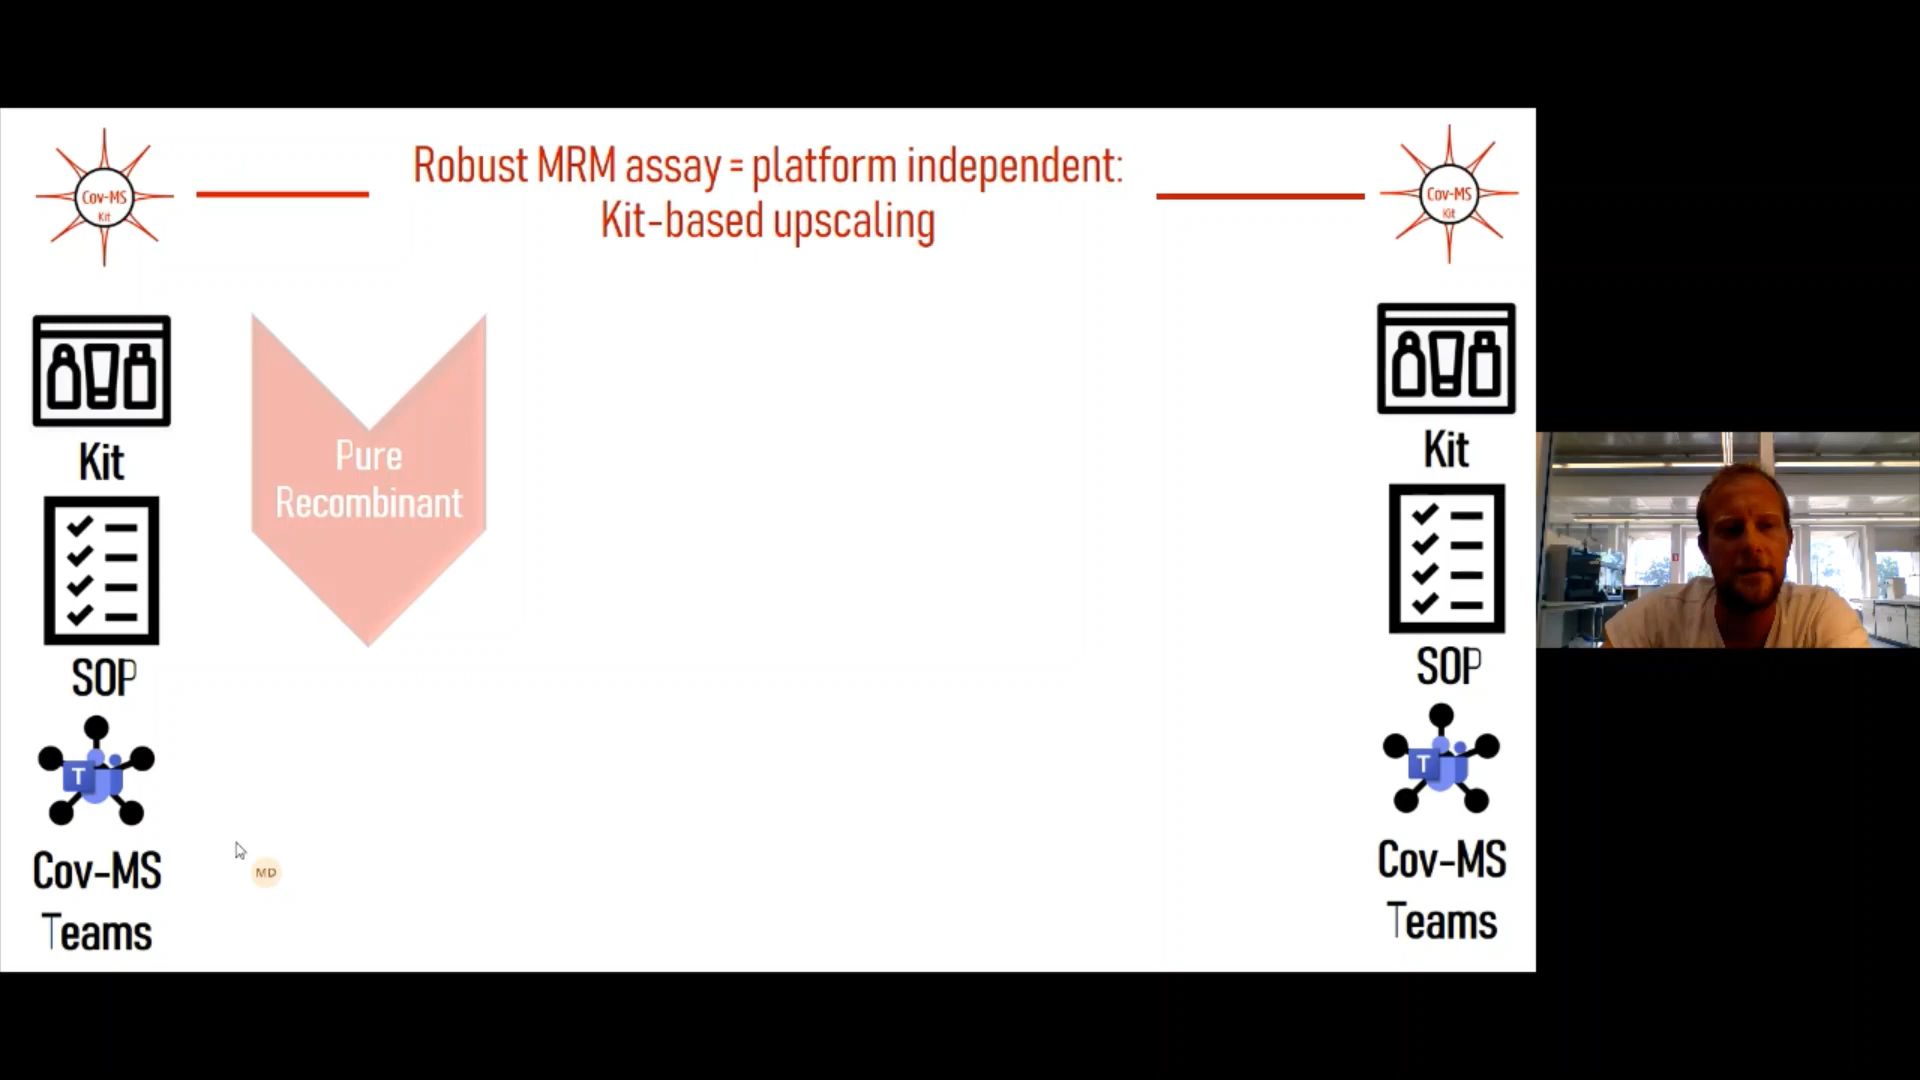 Cov-MS
Kit
Robust MRM assay = platform independent:
Kit-based upscaling
Cov-MS
Kit
Kit
SOP
T
Cov-MS
Teams
Pure
Recombinant
MD
Kit
SOP
T
Cov-MS
Teams